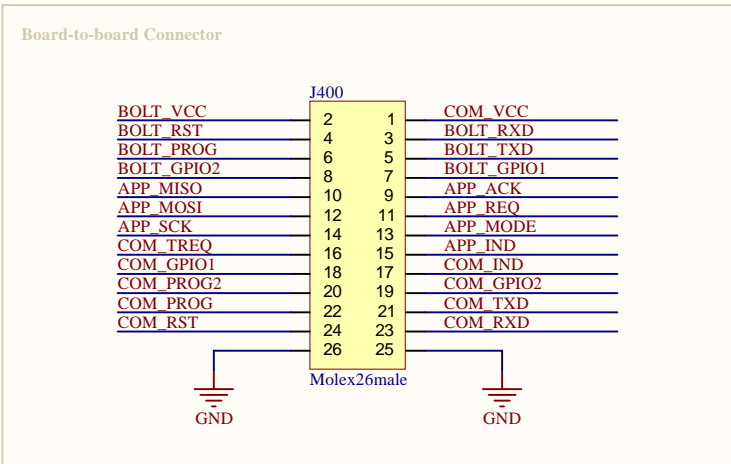 Board-to-board Connector
J400
BOLT_VCC 2 1 COM_VCC
BOLT_RST 4 3 BOLT_RXD
BOLT_PROG 6 5 BOLT_TXD
BOLT_GPIO2 8 7 BOLT_GPIO1
APP_MISO 10 9 APP_ACK
APP_MOSI 12 11 APP_REQ
APP_SCK 14 13 APP_MODE
COM_TREQ 16 15 APP_IND
COM_GPIO1 18 17 COM_IND
COM_PROG2 20 19 COM_GPIO2
COM_PROG 22 21 COM_TXD
COM_RST 24 23 COM_RXD
26 25
Molex26male
GND GND